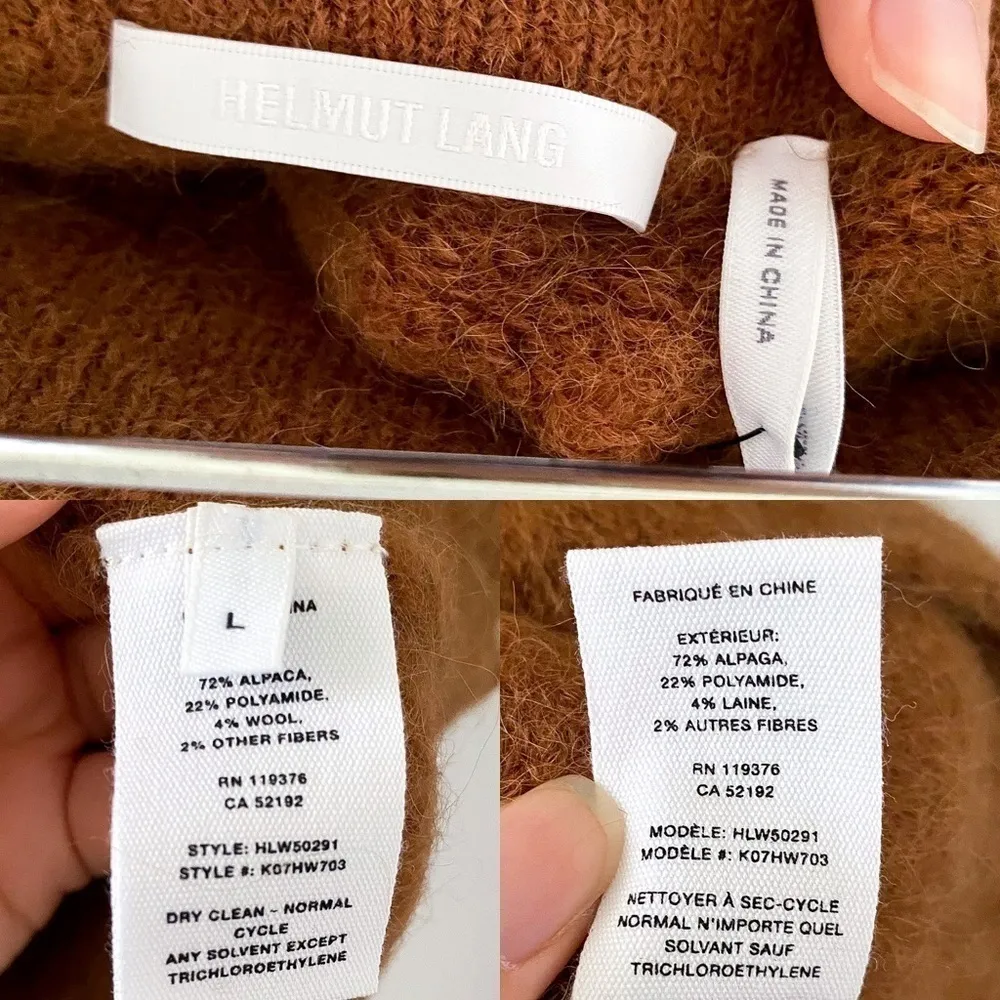 HELMUT LANG
MADE IN CHINA
L
NA
72% ALPACA,
22% POLYAMIDE,
4% WOOL,
2% OTHER FIBERS
RN 119376
CA 52192
STYLE: HLW50291
STYLE #: K07HW703
DRY CLEAN - NORMAL
CYCLE
ANY SOLVENT EXCEPT
TRICHLOROETHYLENE
FABRIQUÉ EN CHINE
EXTÉRIEUR:
72% ALPAGA,
22% POLYAMIDE,
4% LAINE,
2% AUTRES FIBRES
RN 119376
CA 52192
MODÈLE: HLW50291
MODÈLE #: K07HW703
NETTOYER À SEC-CYCLE
NORMAL N'IMPORTE QUEL
SOLVANT SAUF
TRICHLOROETHYLENE